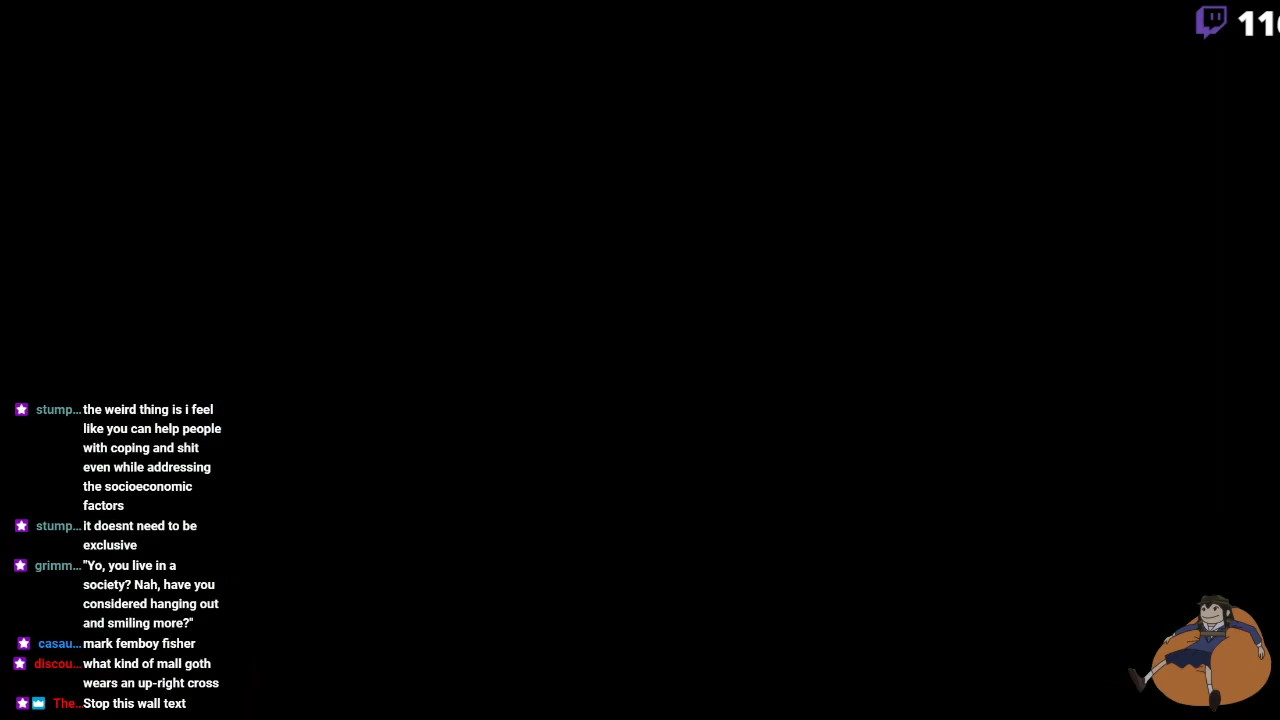 11
stump... the weird thing is i feel
like you can help people
with coping and shit
even while addressing
the socioeconomic
factors
stump... it doesnt need to be
exclusive
grimm... "Yo, you live in a
society? Nah, have you
considered hanging out
and smiling more?"
casau... mark femboy fisher
discou... what kind of mall goth
wears an up-right cross
The... Stop this wall text